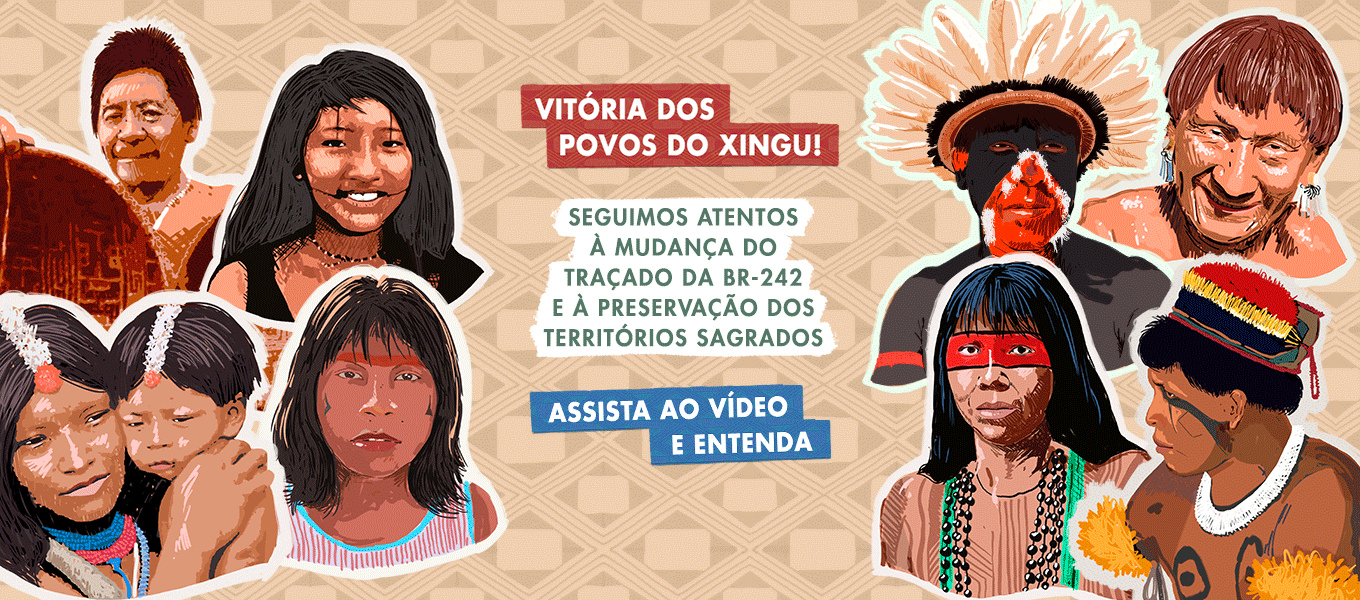 VITÓRIA DOS
POVOS DO XINGU!
SEGUIMOS ATENTOS
À MUDANÇA DO
TRAÇADO DA BR-242
E À PRESERVAÇÃO DOS
TERRITÓRIOS SAGRADOS
ASSISTA AO VÍDEO
E ENTENDA